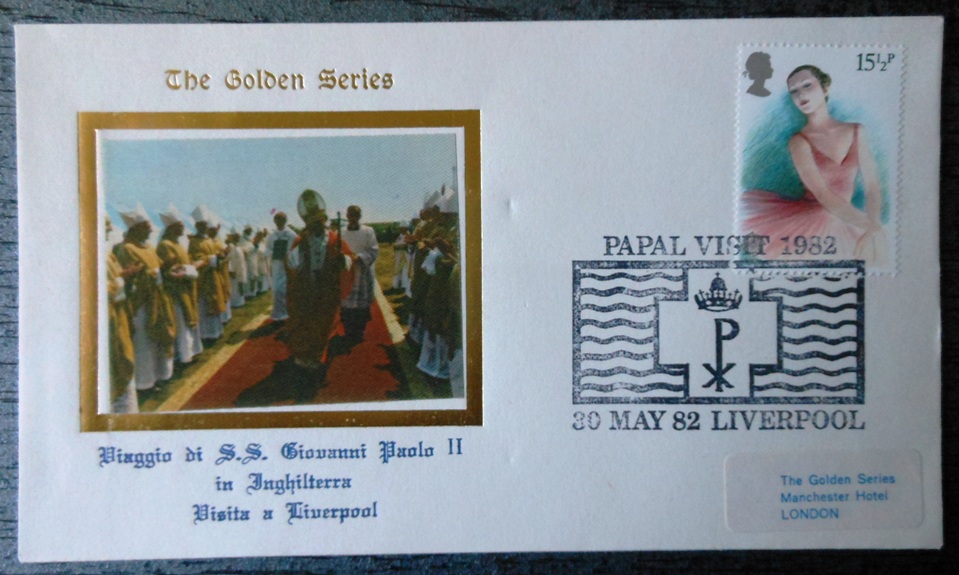 The Golden Series
15½P
PAPAL VISIT 1982
30 MAY 82 LIVERPOOL
Viaggio di S.S. Giovanni Paolo II
in Inghilterra
Visita a Liverpool
The Golden Series
Manchester Hotel
LONDON